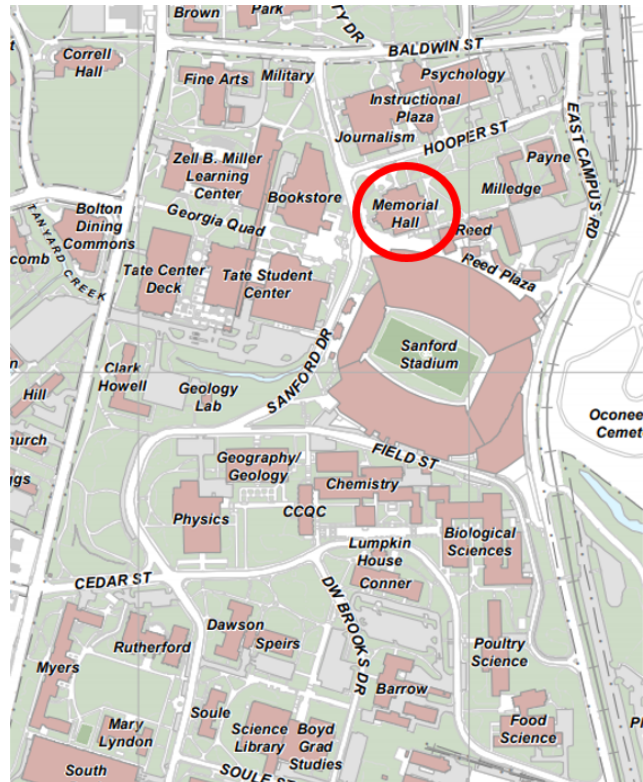 Brown
Park
TY DR
Correll
Hall
BALDWIN ST
Fine Arts
Military
Psychology
Instructional
Plaza
Journalism
HOOPER ST
EAST CAMPUS RD
Zell B. Miller
Learning
Center
Bookstore
Payne
Milledge
Memorial
Hall
Bolton
Dining
Commons
Georgia Quad
Reed
Reed Plaza
TANYARD CREEK
comb
Tate Center
Deck
Tate Student
Center
SANFORD DR
Sanford
Stadium
Clark
Howell
Geology
Lab
Hill
Oconee
Cemet
hurch
ggs
FIELD ST
Geography/
Geology
Chemistry
Physics
CCQC
Biological
Sciences
Lumpkin
House
Conner
CEDAR ST
DW BROOKS DR
Dawson
Speirs
Rutherford
Myers
Poultry
Science
Barrow
Soule
Mary
Lyndon
Science
Library
Boyd
Grad
Studies
Food
Science
South
SOULE ST